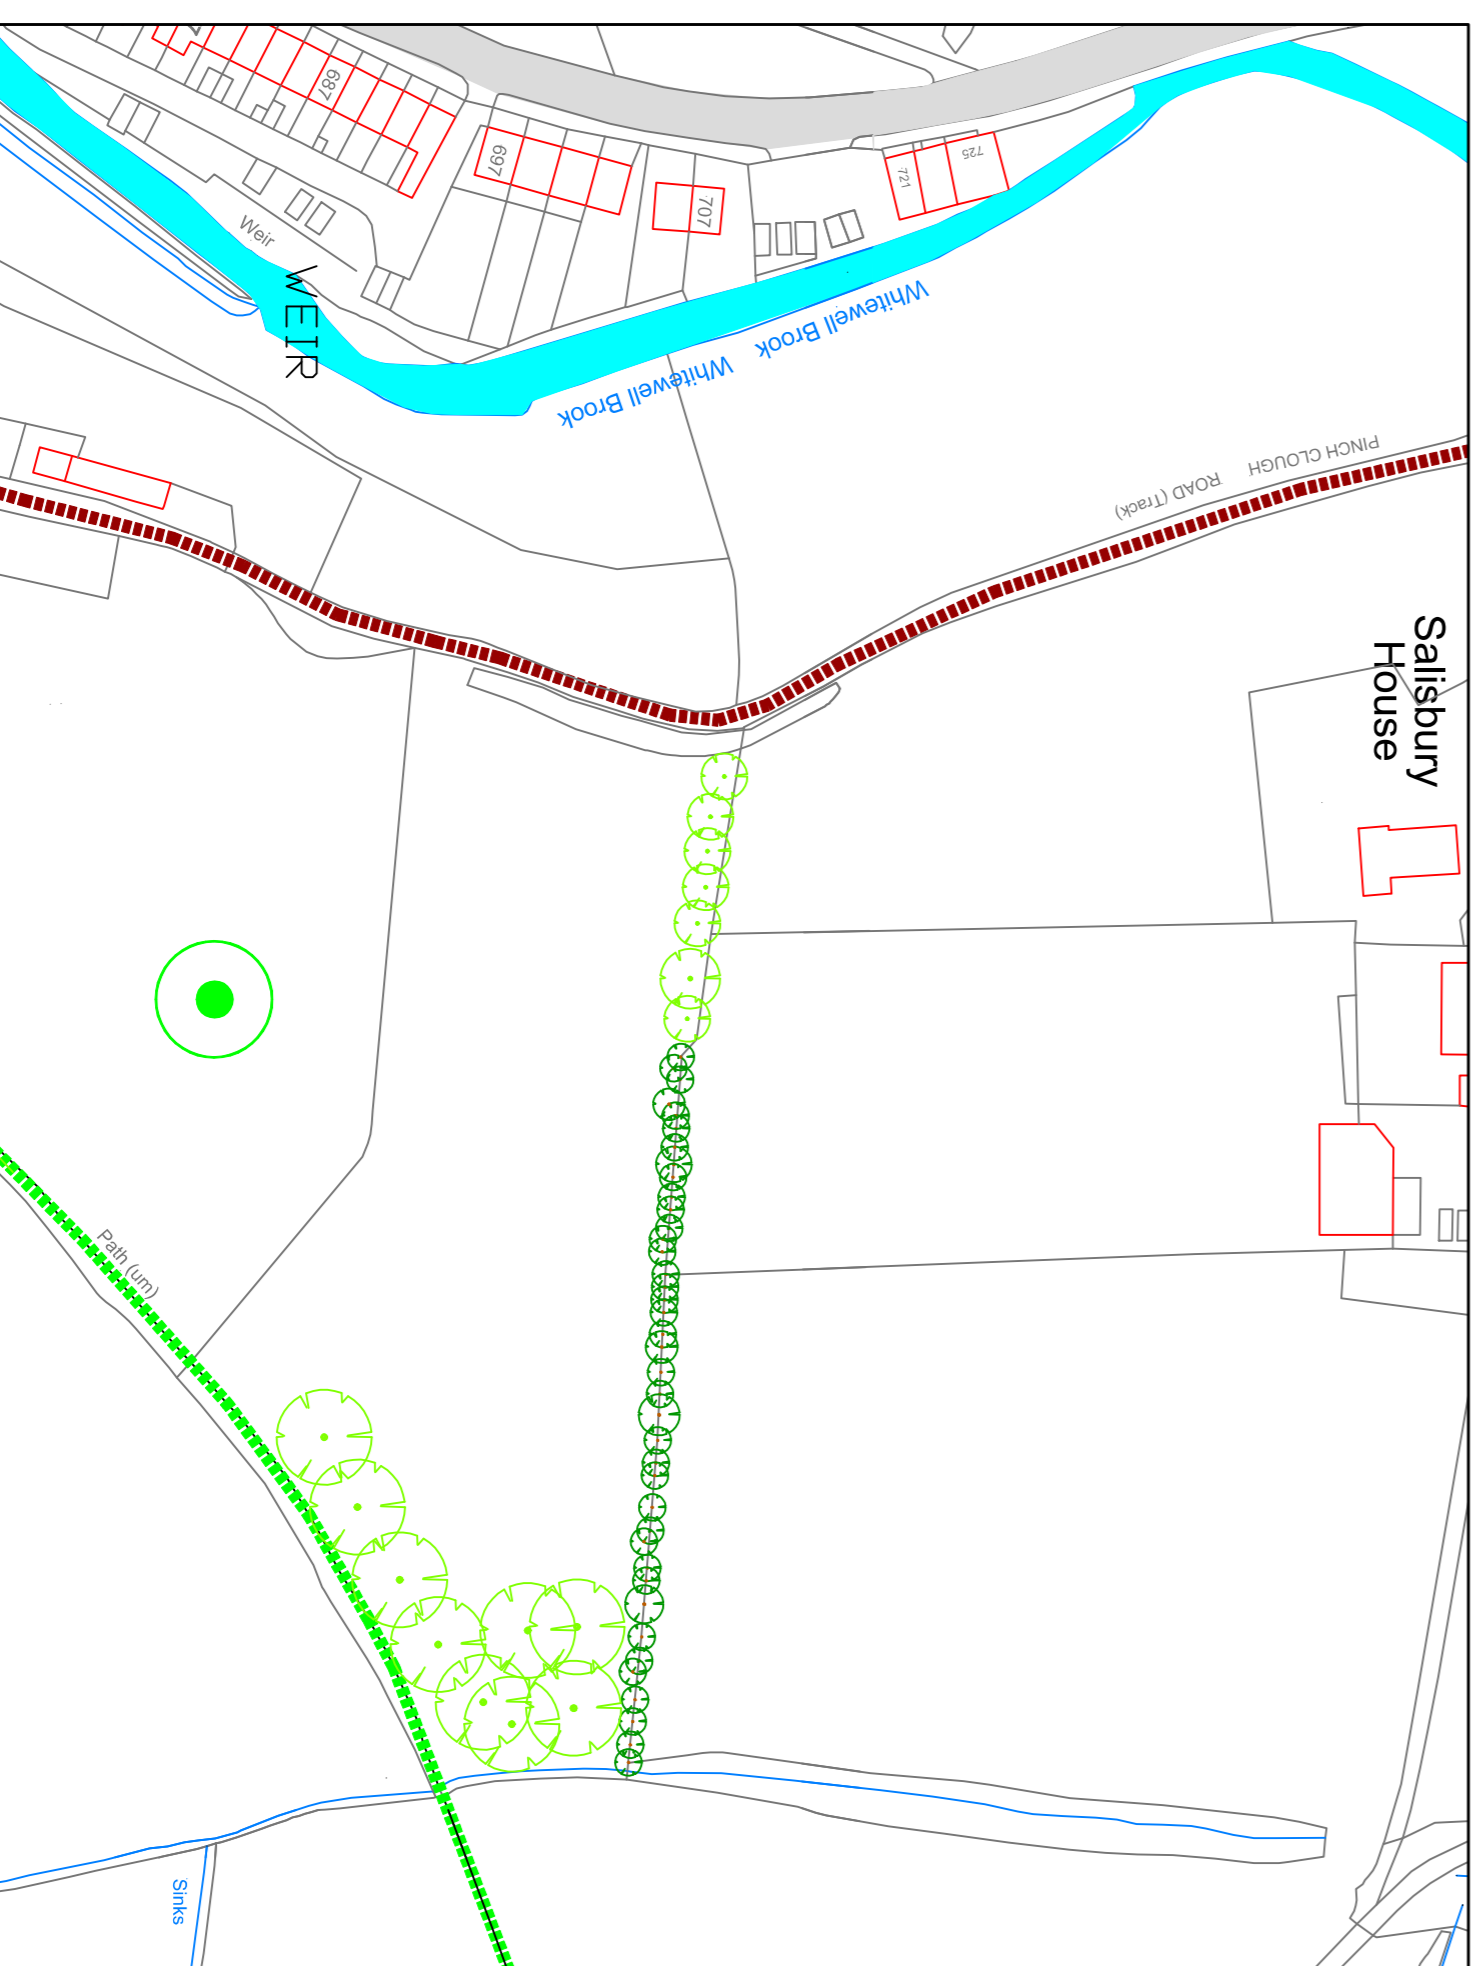 687
697
707
721
725
Weir
WEIR
Whitewell Brook
Whitewell Brook
PINCH CLOUGH
ROAD (Track)
Salisbury
House
Path (um)
Sinks